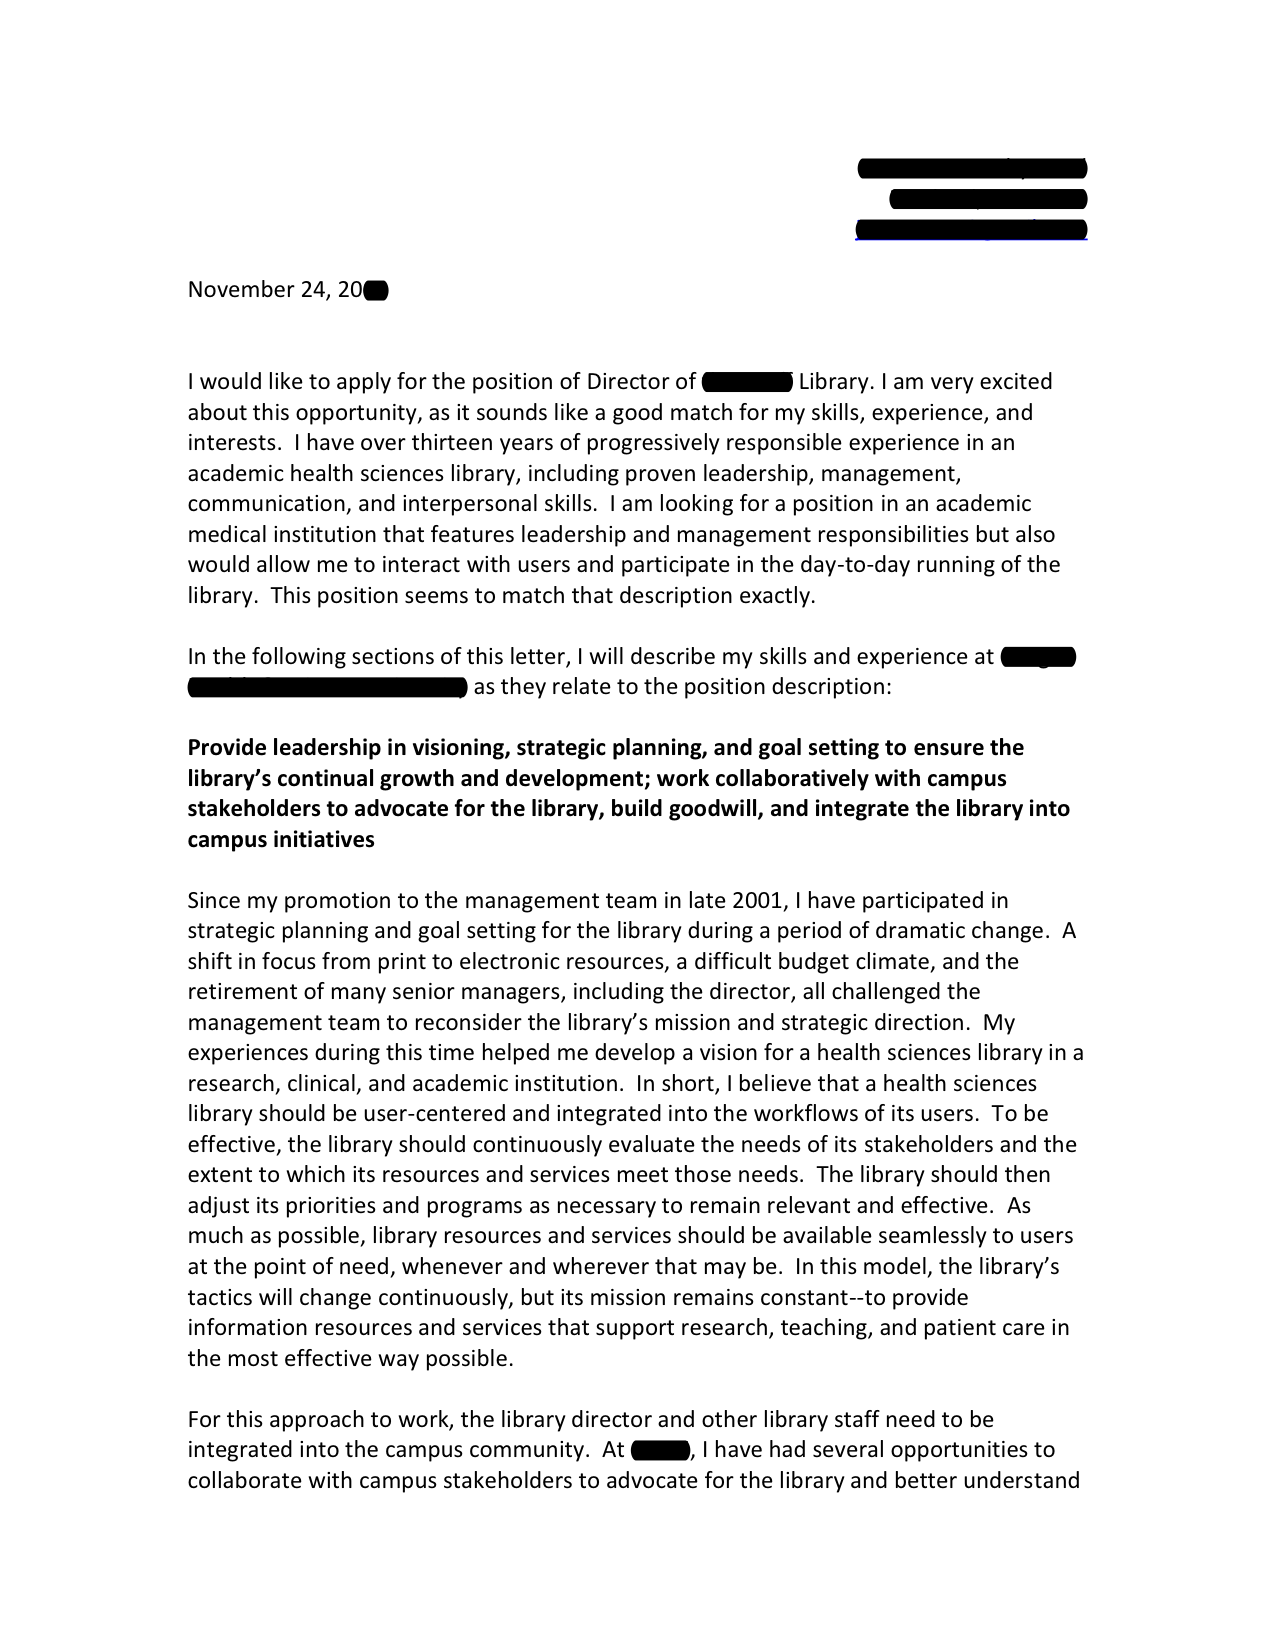 November 24, 20
I would like to apply for the position of Director of Library. I am very excited
about this opportunity, as it sounds like a good match for my skills, experience, and
interests.  I have over thirteen years of progressively responsible experience in an
academic health sciences library, including proven leadership, management,
communication, and interpersonal skills.  I am looking for a position in an academic
medical institution that features leadership and management responsibilities but also
would allow me to interact with users and participate in the day-to-day running of the
library.  This position seems to match that description exactly.
In the following sections of this letter, I will describe my skills and experience at
as they relate to the position description:
Provide leadership in visioning, strategic planning, and goal setting to ensure the
library’s continual growth and development; work collaboratively with campus
stakeholders to advocate for the library, build goodwill, and integrate the library into
campus initiatives
Since my promotion to the management team in late 2001, I have participated in
strategic planning and goal setting for the library during a period of dramatic change.  A
shift in focus from print to electronic resources, a difficult budget climate, and the
retirement of many senior managers, including the director, all challenged the
management team to reconsider the library’s mission and strategic direction.  My
experiences during this time helped me develop a vision for a health sciences library in a
research, clinical, and academic institution.  In short, I believe that a health sciences
library should be user-centered and integrated into the workflows of its users.  To be
effective, the library should continuously evaluate the needs of its stakeholders and the
extent to which its resources and services meet those needs.  The library should then
adjust its priorities and programs as necessary to remain relevant and effective.  As
much as possible, library resources and services should be available seamlessly to users
at the point of need, whenever and wherever that may be.  In this model, the library’s
tactics will change continuously, but its mission remains constant--to provide
information resources and services that support research, teaching, and patient care in
the most effective way possible.
For this approach to work, the library director and other library staff need to be
integrated into the campus community.  At , I have had several opportunities to
collaborate with campus stakeholders to advocate for the library and better understand